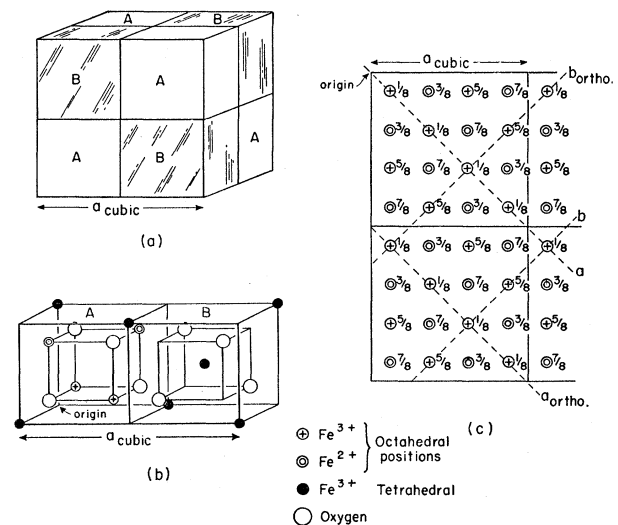 A B
B A
A B A
a cubic
(a)
A B
origin
a cubic
(b)
a cubic
origin
b ortho.
1/8 3/8 5/8 7/8 1/8
3/8 1/8 7/8 5/8 3/8
5/8 7/8 1/8 3/8 5/8
7/8 5/8 3/8 1/8 7/8
b
1/8 3/8 5/8 7/8 1/8
a
3/8 1/8 7/8 5/8 3/8
5/8 7/8 1/8 3/8 5/8
7/8 5/8 3/8 1/8 7/8
a ortho.
(c)
Fe3+
Fe2+
Octahedral
positions
Fe3+ Tetrahedral
Oxygen